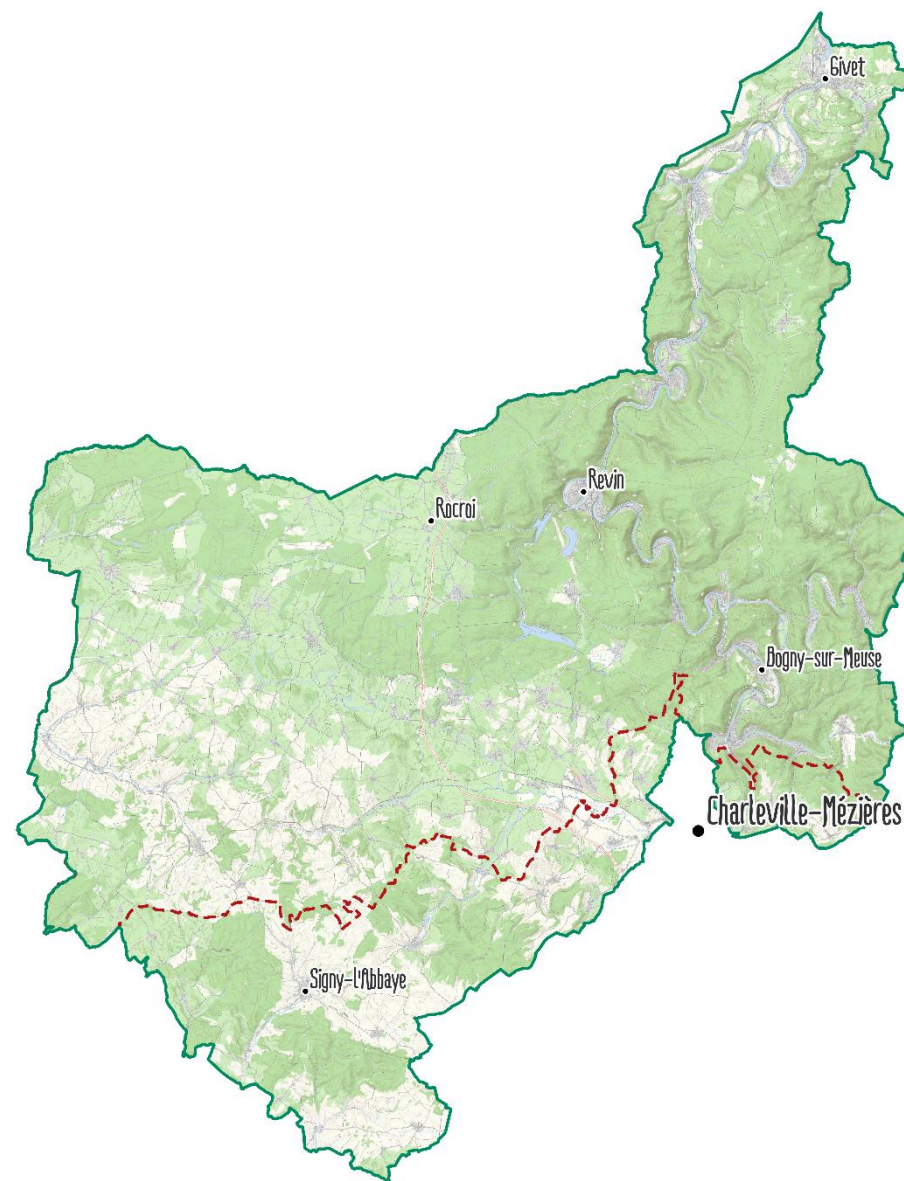 Givet
Revin
Rocroi
Bogny-sur-Meuse
Charleville-Mézières
Signy-l'Abbaye